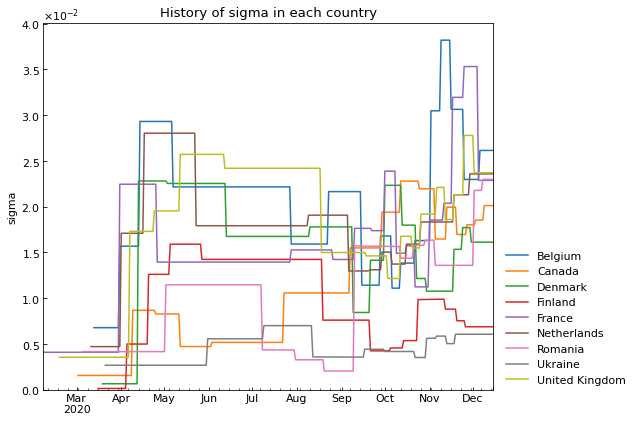 History of sigma in each country
×10⁻²
4.0
3.5
3.0
2.5
2.0
1.5
1.0
0.5
0.0
sigma
Mar Apr May Jun Jul Aug Sep Oct Nov Dec
2020
Belgium
Canada
Denmark
Finland
France
Netherlands
Romania
Ukraine
United Kingdom